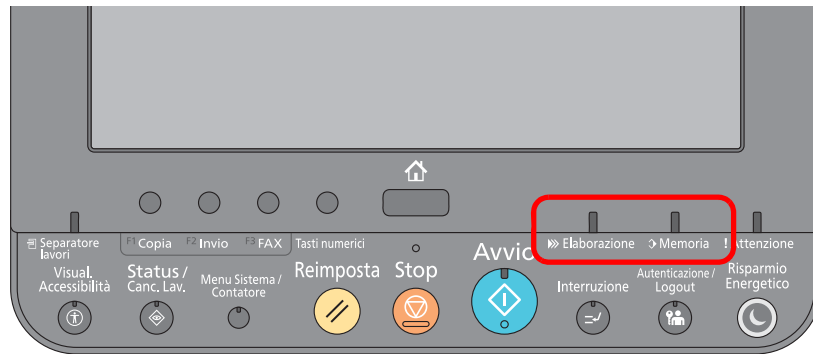 Separatore
lavori
F1 Copia F2 Invio F3 FAX
Tasti numerici
Avvio
Elaborazione
Memoria
! Attenzione
Visual.
Accessibilità
Status /
Canc. Lav.
Menu Sistema /
Contatore
Reimposta
Stop
Interruzione
Autenticazione /
Logout
Risparmio
Energetico